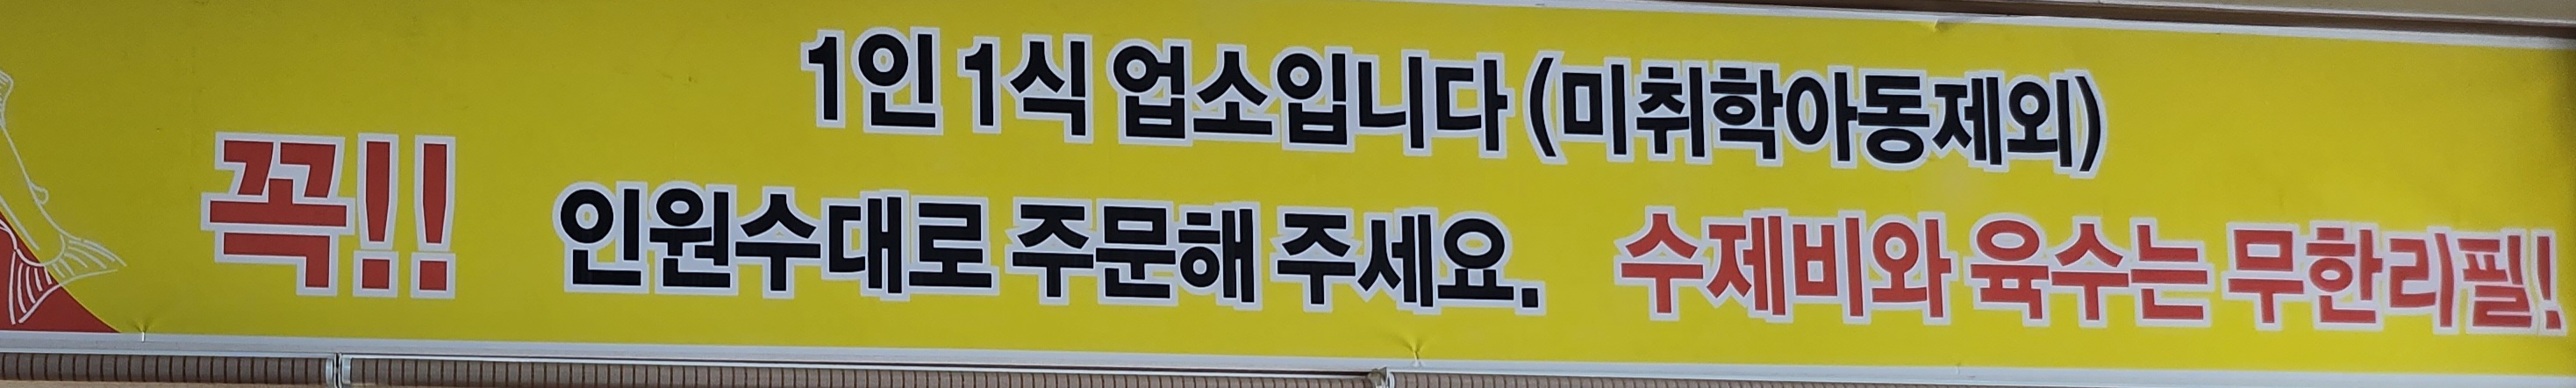 1인 1식 업소입니다 (미취학아동제외)
꼭!! 인원수대로 주문해 주세요. 수제비와 육수는 무한리필!